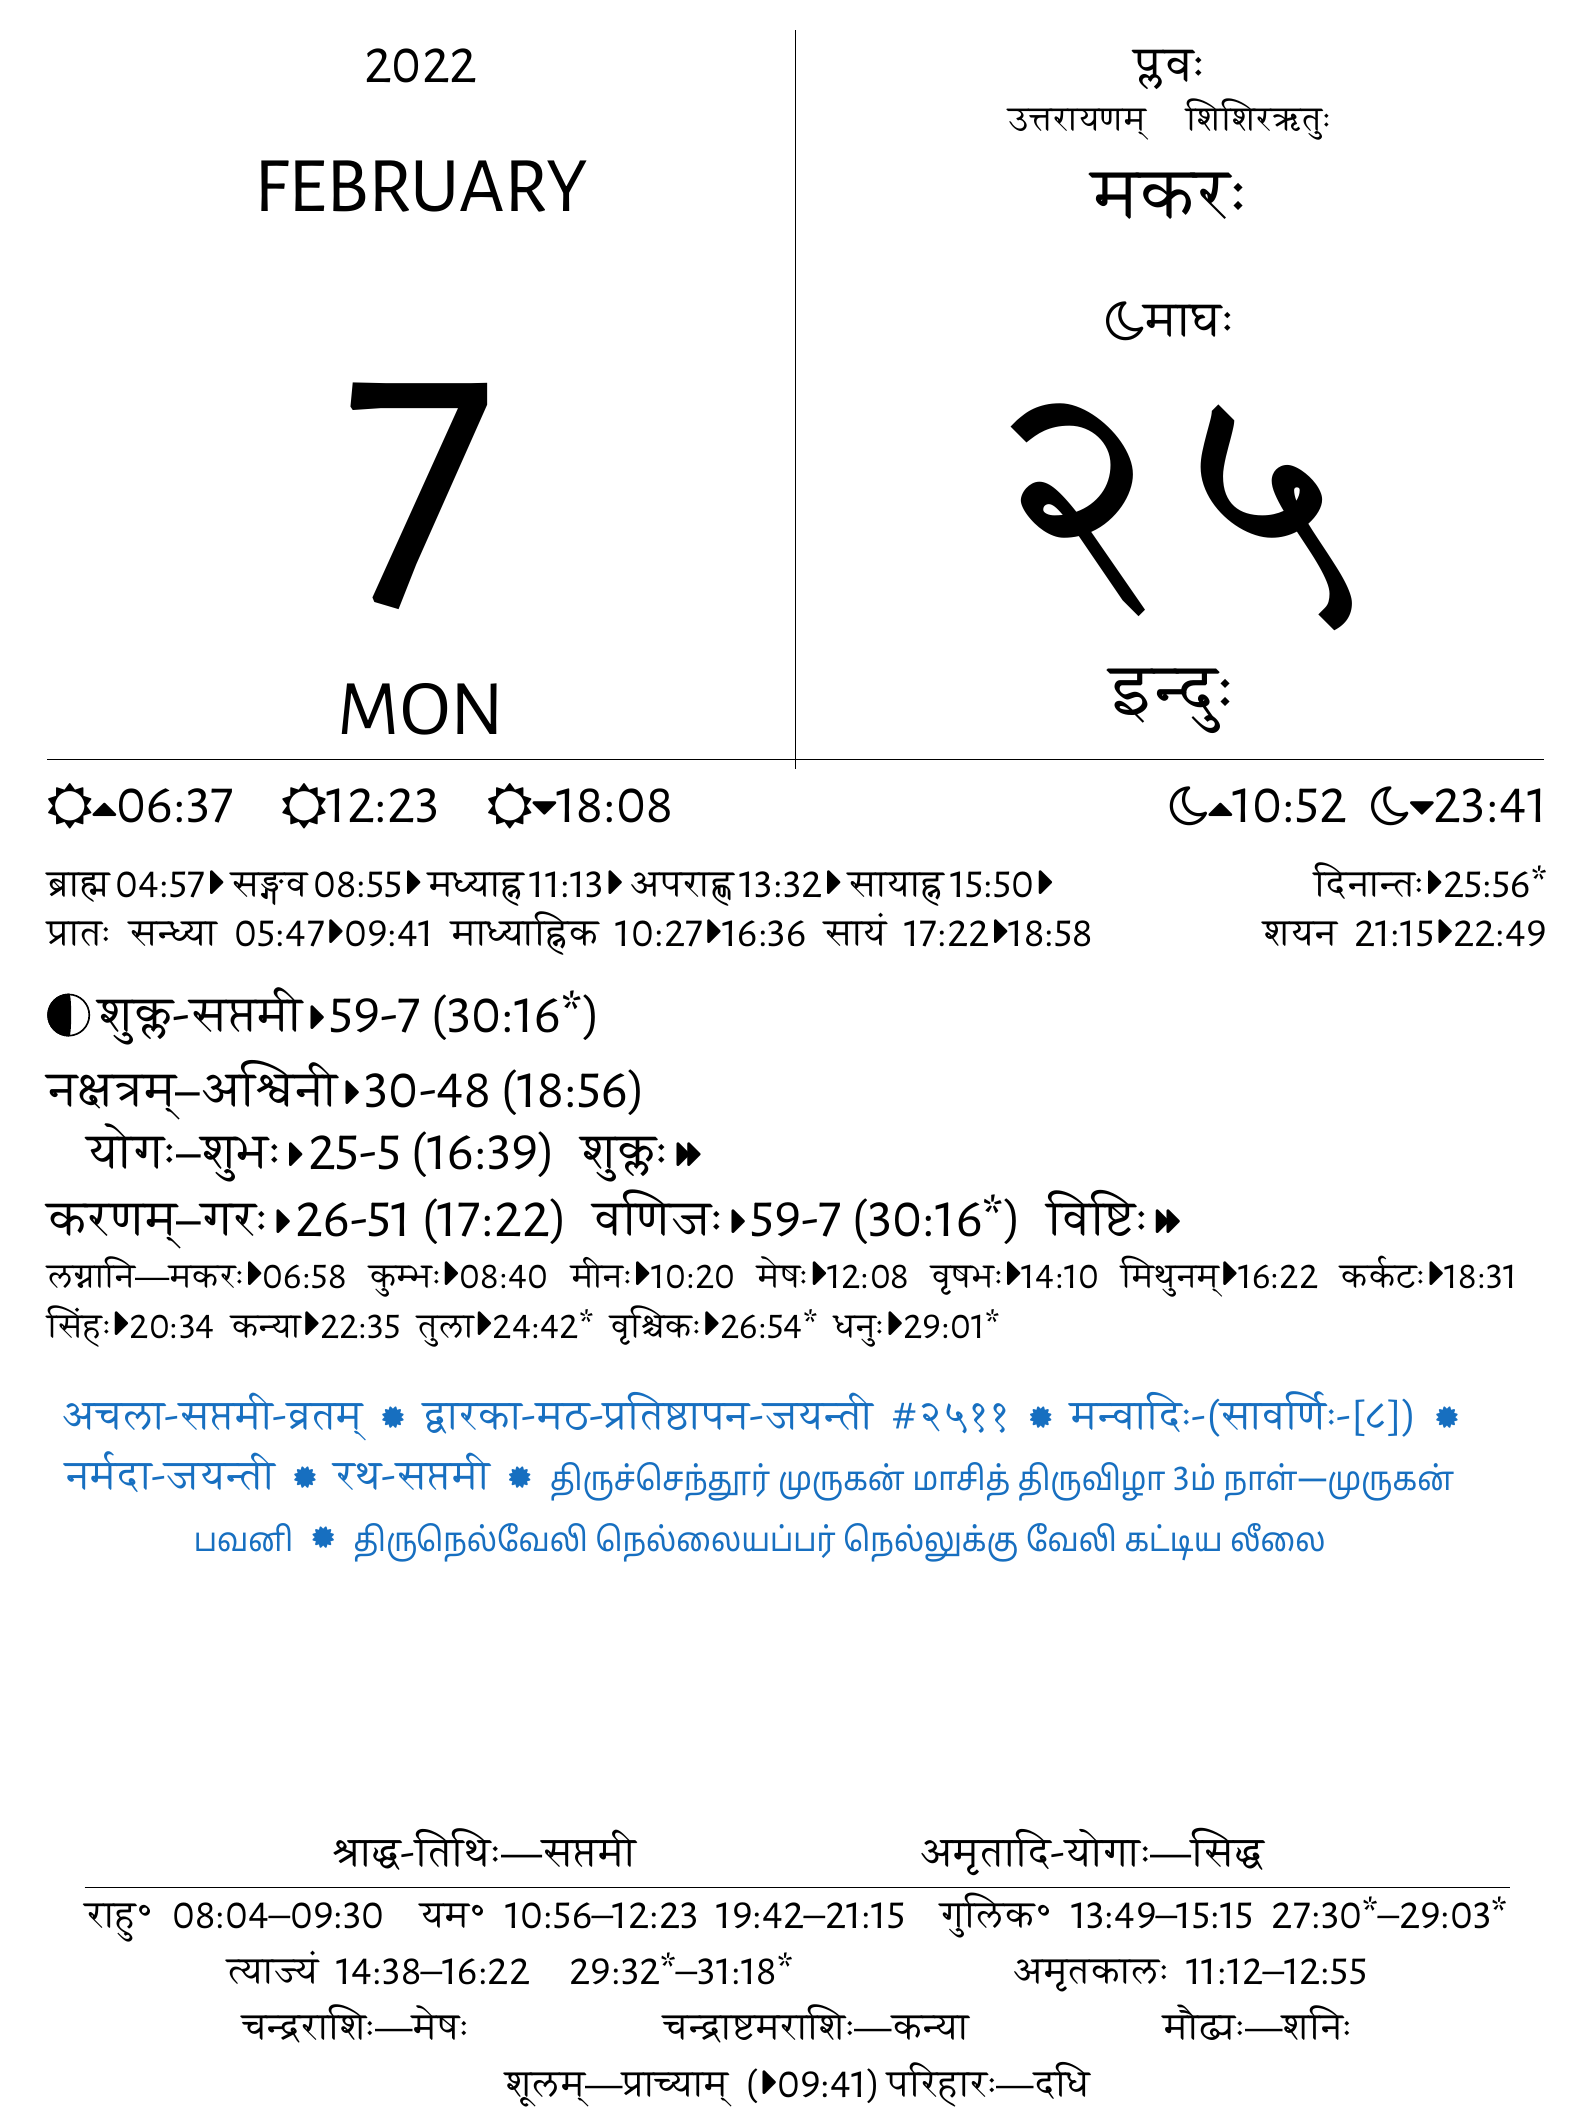 2022
FEBRUARY
7
MON
प्लवः
उत्तरायणम् शिशिरऋतुः
मकरः
माघः
२५
इन्दुः
06:37 12:23 18:08 10:52 23:41
ब्राह्म 04:57 सङ्गव 08:55 मध्याह्न 11:13 अपराह्ण 13:32 सायाह्न 15:50 दिनान्तः 25:56*
प्रातः सन्ध्या 05:47 09:41 माध्याह्निक 10:27 16:36 सायं 17:22 18:58 शयन 21:15 22:49
शुक्ल-सप्तमी 59-7 (30:16*)
नक्षत्रम्–अश्विनी 30-48 (18:56)
योगः–शुभः 25-5 (16:39) शुक्लः
करणम्–गरः 26-51 (17:22) वणिजः 59-7 (30:16*) विष्टिः
लग्नानि—मकरः 06:58 कुम्भः 08:40 मीनः 10:20 मेषः 12:08 वृषभः 14:10 मिथुनम् 16:22 कर्कटः 18:31
सिंहः 20:34 कन्या 22:35 तुला 24:42* वृश्चिकः 26:54* धनुः 29:01*
अचला-सप्तमी-व्रतम् ✹ द्वारका-मठ-प्रतिष्ठापन-जयन्ती #२५११ ✹ मन्वादिः-(सावर्णिः-[८]) ✹
नर्मदा-जयन्ती ✹ रथ-सप्तमी ✹ திருச்செந்தூர் முருகன் மாசித் திருவிழா 3ம் நாள்—முருகன்
பவனி ✹ திருநெல்வேலி நெல்லையப்பர் நெல்லுக்கு வேலி கட்டிய லீலை
श्राद्ध-तिथिः—सप्तमी अमृतादि-योगाः—सिद्ध
राहु॰ 08:04–09:30 यम॰ 10:56–12:23 19:42–21:15 गुलिक॰ 13:49–15:15 27:30*–29:03*
त्याज्यं 14:38–16:22 29:32*–31:18* अमृतकालः 11:12–12:55
चन्द्रराशिः—मेषः चन्द्राष्टमराशिः—कन्या मौढ्यः—शनिः
शूलम्—प्राच्याम् (09:41) परिहारः—दधि